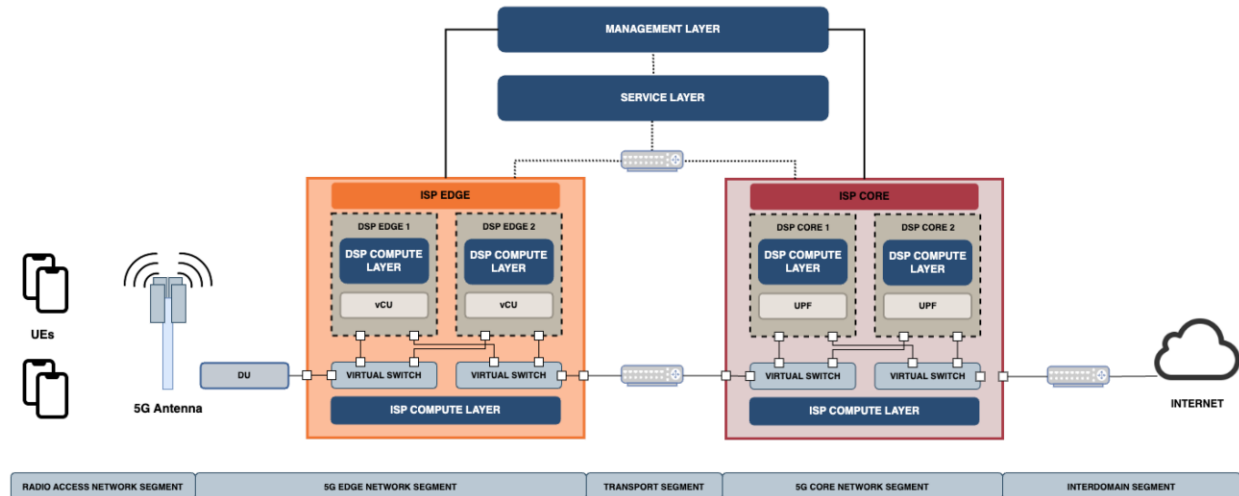 MANAGEMENT LAYER
SERVICE LAYER
ISP EDGE
DSP EDGE 1
DSP EDGE 2
DSP COMPUTE
LAYER
DSP COMPUTE
LAYER
vCU
vCU
VIRTUAL SWITCH
VIRTUAL SWITCH
ISP COMPUTE LAYER
ISP CORE
DSP CORE 1
DSP CORE 2
DSP COMPUTE
LAYER
DSP COMPUTE
LAYER
UPF
UPF
VIRTUAL SWITCH
VIRTUAL SWITCH
ISP COMPUTE LAYER
UEs
5G Antenna
DU
INTERNET
RADIO ACCESS NETWORK SEGMENT
5G EDGE NETWORK SEGMENT
TRANSPORT SEGMENT
5G CORE NETWORK SEGMENT
INTERDOMAIN SEGMENT